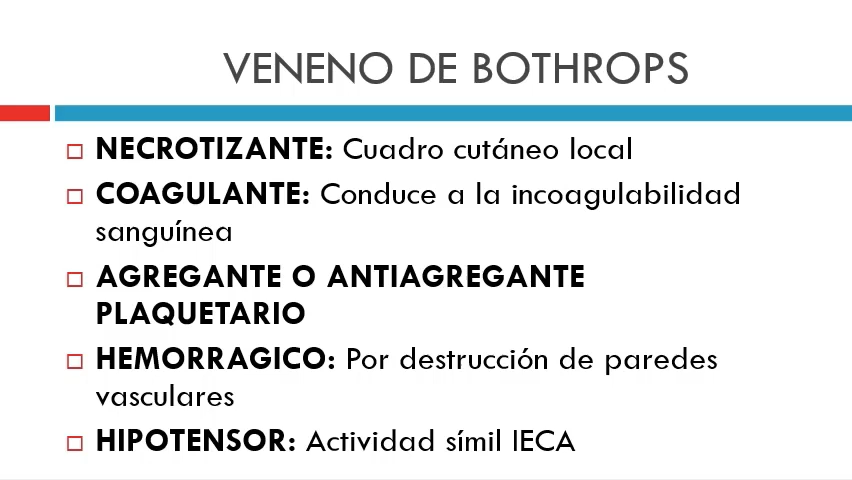 VENENO DE BOTHROPS
NECROTIZANTE: Cuadro cutáneo local
COAGULANTE: Conduce a la incoagulabilidad
sanguínea
AGREGANTE O ANTIAGREGANTE
PLAQUETARIO
HEMORRAGICO: Por destrucción de paredes
vasculares
HIPOTENSOR: Actividad símil IECA